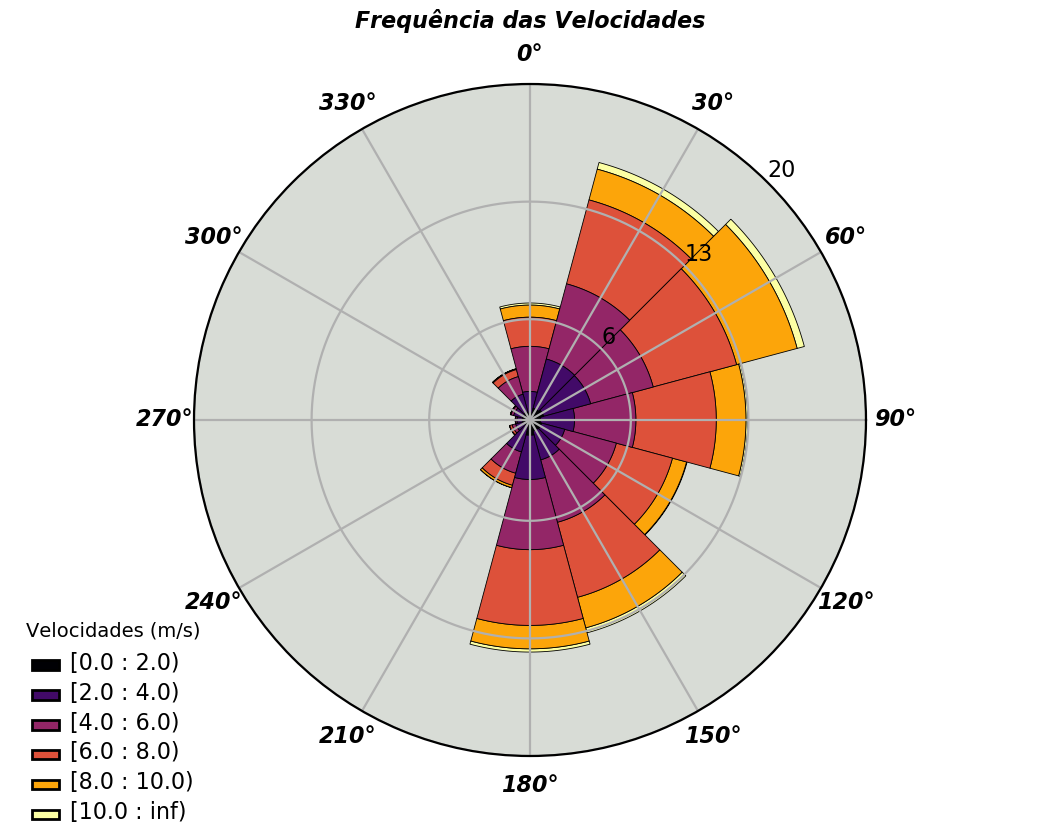 Frequência das Velocidades
0°
330°
30°
20
300°
60°
13
6
270°
90°
240°
120°
210°
150°
180°
Velocidades (m/s)
[0.0 : 2.0)
[2.0 : 4.0)
[4.0 : 6.0)
[6.0 : 8.0)
[8.0 : 10.0)
[10.0 : inf)